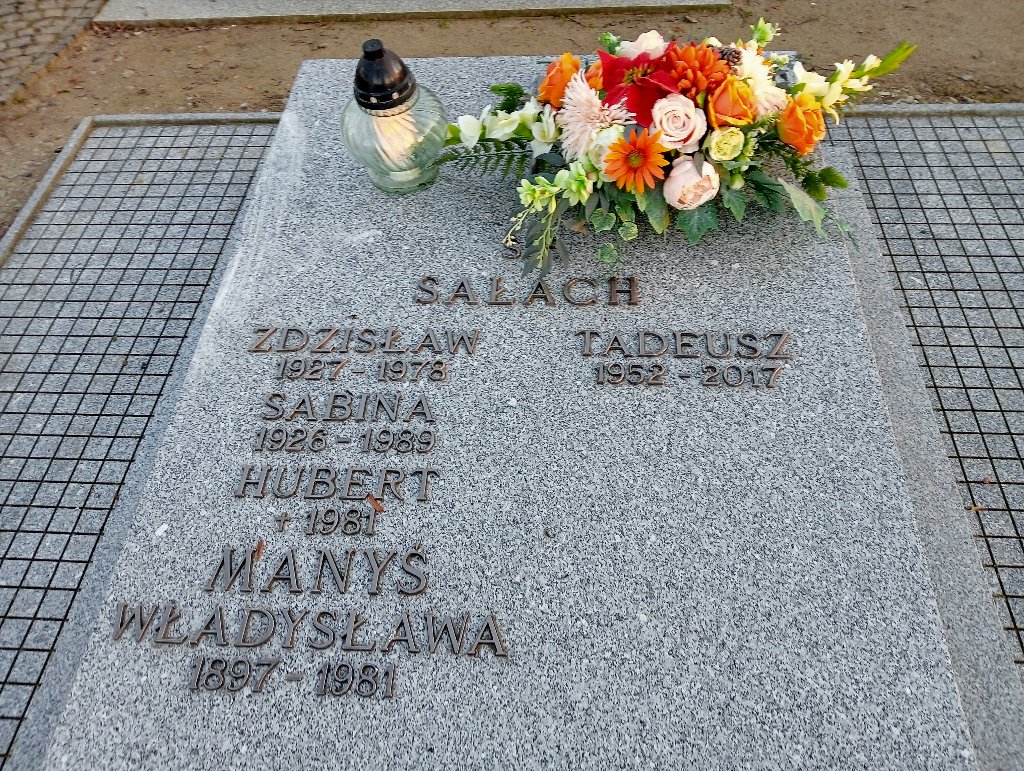 SAŁACH
ZDZISŁAW
1927 - 1978
SABINA
1926 - 1989
HUBERT
+ 1981
MANYŚ
WŁADYSŁAWA
1897 - 1981
TADEUSZ
1952 - 2017